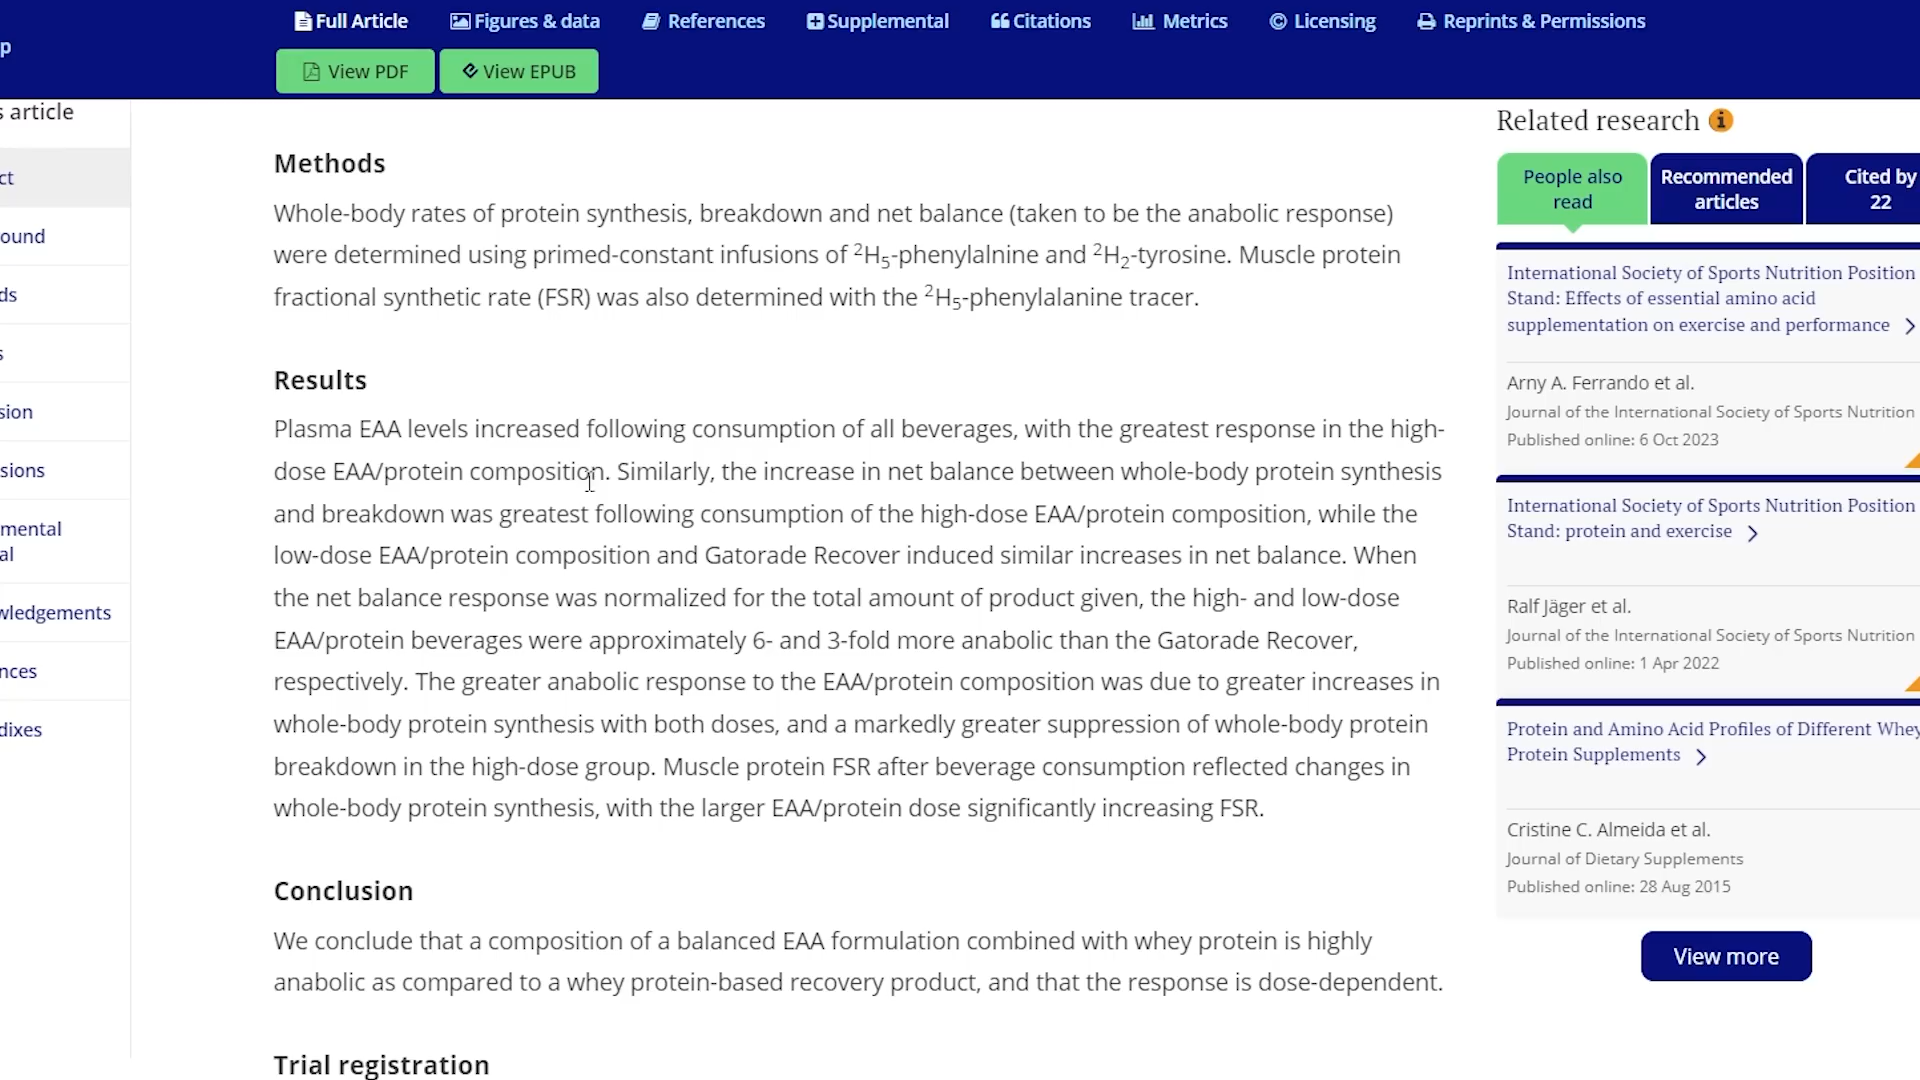 Full Article
Figures & data
References
Supplemental
Citations
Metrics
Licensing
Reprints & Permissions
p
View PDF
View EPUB
s article
ct
ound
ds
s
sion
sions
mental
al
wledgements
nces
dixes
Methods
Whole-body rates of protein synthesis, breakdown and net balance (taken to be the anabolic response)
were determined using primed-constant infusions of ²H₅-phenylalnine and ²H₂-tyrosine. Muscle protein
fractional synthetic rate (FSR) was also determined with the ²H₅-phenylalanine tracer.
Results
Plasma EAA levels increased following consumption of all beverages, with the greatest response in the high-
dose EAA/protein composition. Similarly, the increase in net balance between whole-body protein synthesis
and breakdown was greatest following consumption of the high-dose EAA/protein composition, while the
low-dose EAA/protein composition and Gatorade Recover induced similar increases in net balance. When
the net balance response was normalized for the total amount of product given, the high- and low-dose
EAA/protein beverages were approximately 6- and 3-fold more anabolic than the Gatorade Recover,
respectively. The greater anabolic response to the EAA/protein composition was due to greater increases in
whole-body protein synthesis with both doses, and a markedly greater suppression of whole-body protein
breakdown in the high-dose group. Muscle protein FSR after beverage consumption reflected changes in
whole-body protein synthesis, with the larger EAA/protein dose significantly increasing FSR.
Conclusion
We conclude that a composition of a balanced EAA formulation combined with whey protein is highly
anabolic as compared to a whey protein-based recovery product, and that the response is dose-dependent.
Trial registration
Related research
People also
read
Recommended
articles
Cited by
22
International Society of Sports Nutrition Position
Stand: Effects of essential amino acid
supplementation on exercise and performance
Arny A. Ferrando et al.
Journal of the International Society of Sports Nutrition
Published online: 6 Oct 2023
International Society of Sports Nutrition Position
Stand: protein and exercise
Ralf Jäger et al.
Journal of the International Society of Sports Nutrition
Published online: 1 Apr 2022
Protein and Amino Acid Profiles of Different Whey
Protein Supplements
Cristine C. Almeida et al.
Journal of Dietary Supplements
Published online: 28 Aug 2015
View more